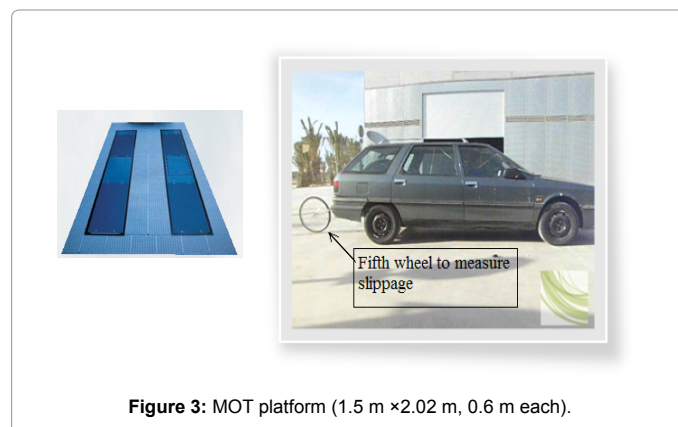 Fifth wheel to measure
slippage
Figure 3: MOT platform (1.5 m ×2.02 m, 0.6 m each).